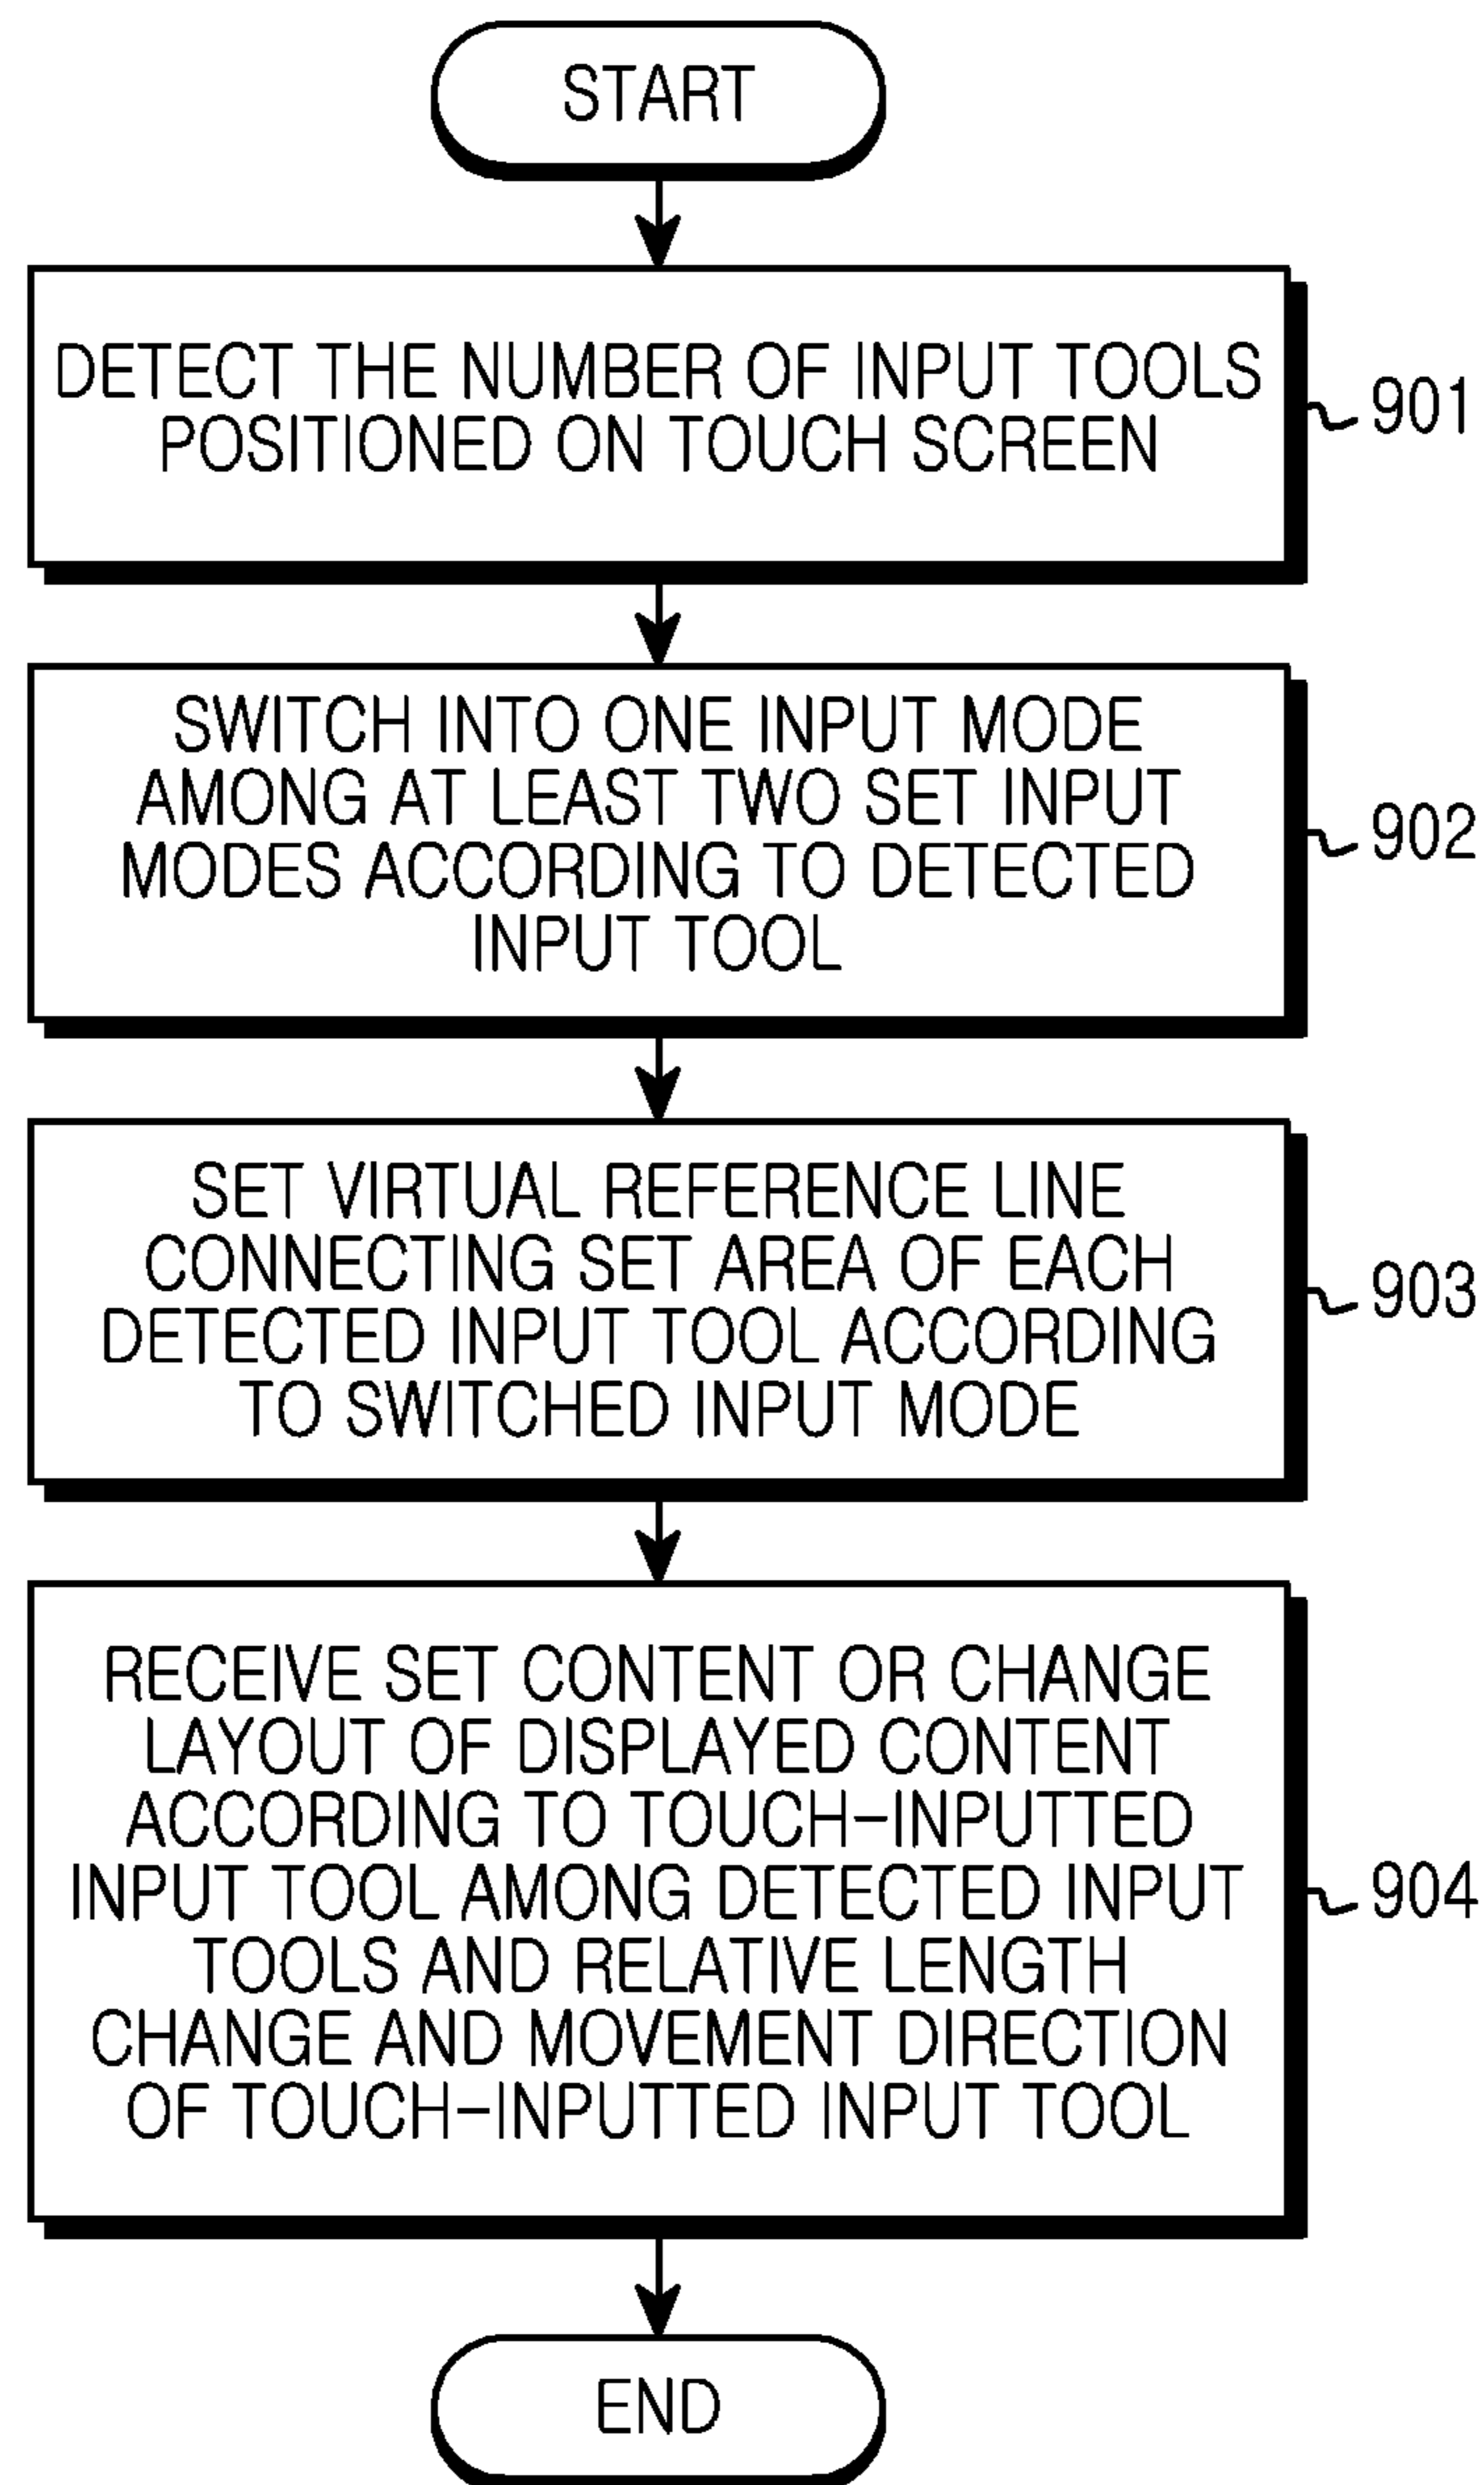 START
DETECT THE NUMBER OF INPUT TOOLS
POSITIONED ON TOUCH SCREEN
901
SWITCH INTO ONE INPUT MODE
AMONG AT LEAST TWO SET INPUT
MODES ACCORDING TO DETECTED
INPUT TOOL
902
SET VIRTUAL REFERENCE LINE
CONNECTING SET AREA OF EACH
DETECTED INPUT TOOL ACCORDING
TO SWITCHED INPUT MODE
903
RECEIVE SET CONTENT OR CHANGE
LAYOUT OF DISPLAYED CONTENT
ACCORDING TO TOUCH-INPUTTED
INPUT TOOL AMONG DETECTED INPUT
TOOLS AND RELATIVE LENGTH
CHANGE AND MOVEMENT DIRECTION
OF TOUCH-INPUTTED INPUT TOOL
904
END